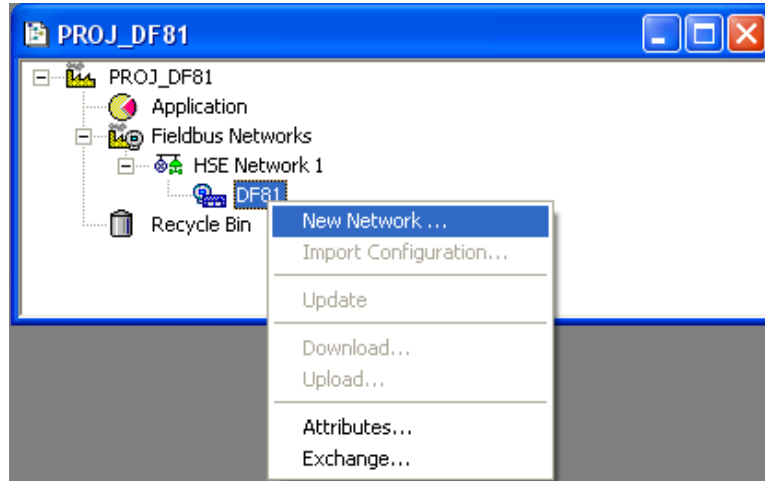 PROJ_DF81
PROJ_DF81
Application
Fieldbus Networks
HSE Network 1
DF81
Recycle Bin
New Network ...
Import Configuration...
Update
Download...
Upload...
Attributes...
Exchange...